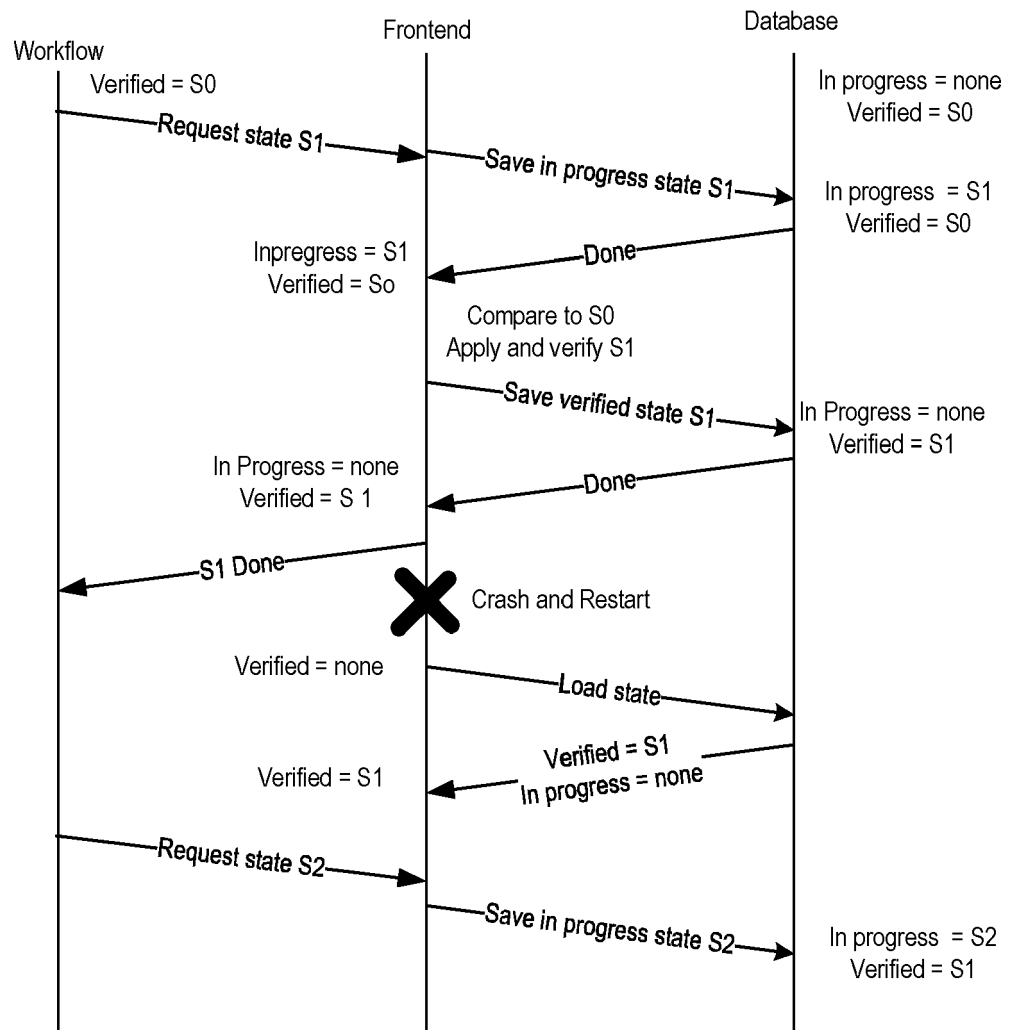 Workflow
Frontend
Database
Verified = S0
In progress = none
Verified = S0
Request state S1
Save in progress state S1
In progress  = S1
Verified = S0
Done
Inpregress = S1
Verified = So
Compare to S0
Apply and verify S1
Save verified state S1
In Progress = none
Verified = S1
Done
In Progress = none
Verified = S 1
S1 Done
Crash and Restart
Verified = none
Load state
Verified = S1
In progress = none
Verified = S1
Request state S2
Save in progress state S2
In progress  = S2
Verified = S1